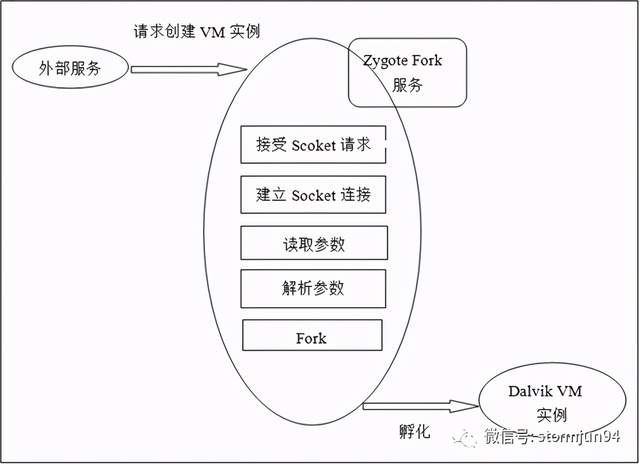 请求创建 VM 实例
外部服务
Zygote Fork
服务
接受 Scoket 请求
建立 Socket 连接
读取参数
解析参数
Fork
Dalvik VM
实例
孵化
微信号: stormjun94